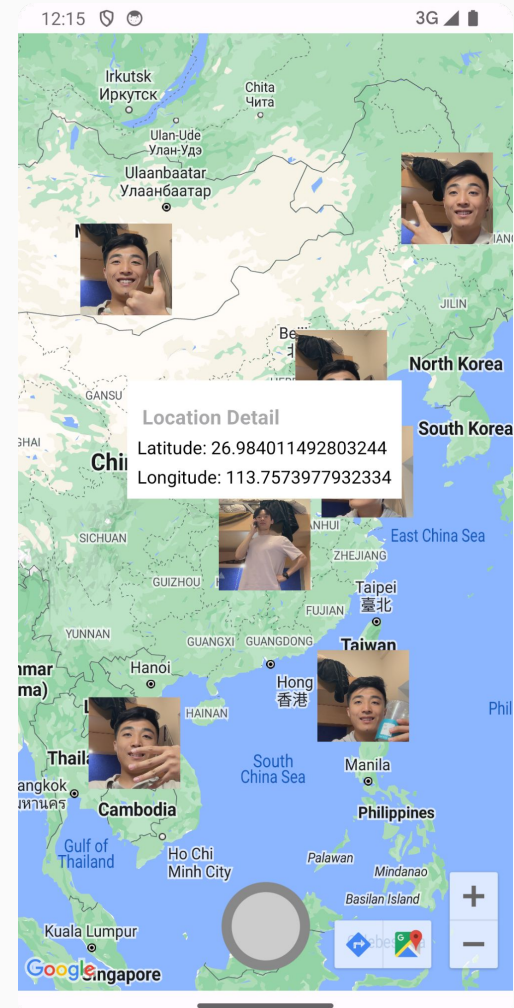 12:15
3G
Irkutsk
Иркутск
Chita
Чита
Ulan-Ude
Улан-Удэ
Ulaanbaatar
Улаанбаатар
JILIN
North Korea
GANSU
South Korea
Location Detail
Latitude: 26.984011492803244
Longitude: 113.7573977932334
SICHUAN
East China Sea
ZHEJIANG
GUIZHOU
Taipei
臺北
FUJIAN
YUNNAN
GUANGXI
GUANGDONG
Taiwan
Hanoi
Hong
香港
HAINAN
South
China Sea
Manila
Cambodia
Philippines
Gulf of
Thailand
Ho Chi
Minh City
Palawan
Mindanao
Basilan Island
+
Kuala Lumpur
−
Google
Singapore